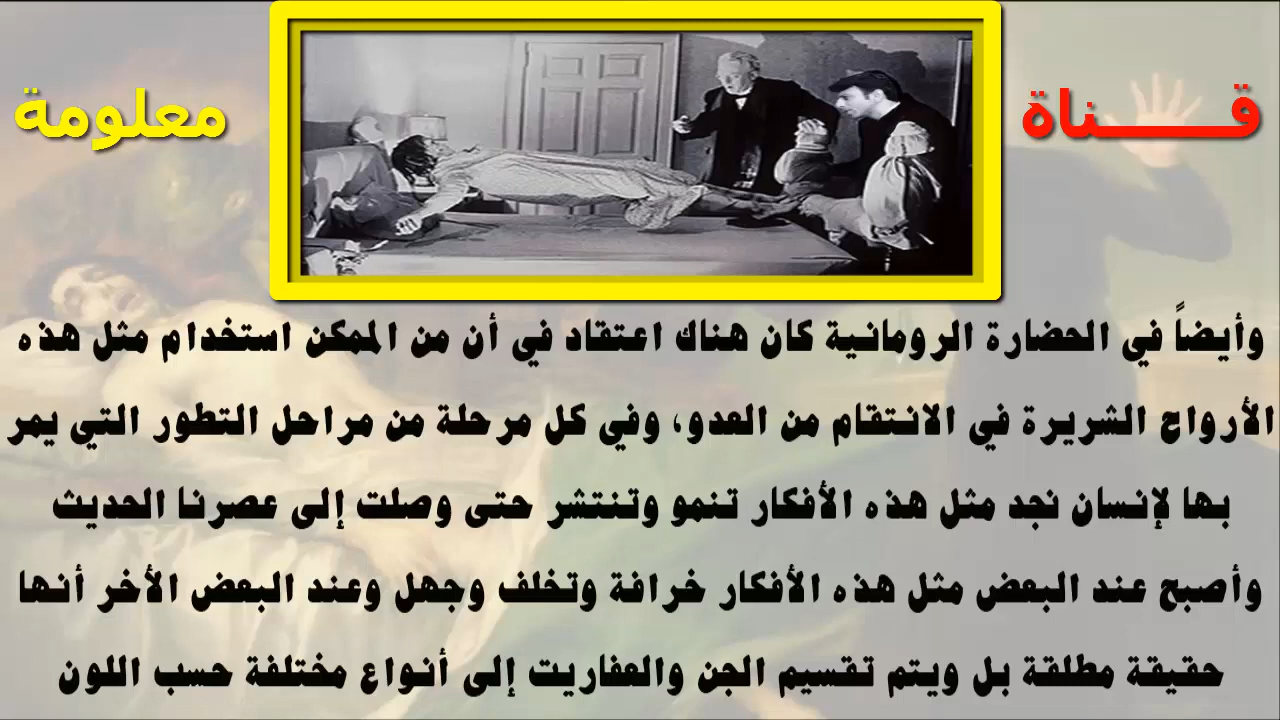 قـــــناة
معلومة
وأيضاً في الحضارة الرومانية كان هناك اعتقاد في أن من الممكن استخدام مثل هذه
الأرواح الشريرة في الانتقام من العدو، وفي كل مرحلة من مراحل التطور التي يمر
بها لإنسان نجد مثل هذه الأفكار تنمو وتنتشر حتى وصلت إلى عصرنا الحديث
وأصبح عند البعض مثل هذه الأفكار خرافة وتخلف وجهل وعند البعض الأخر أنها
حقيقة مطلقة بل ويتم تقسيم الجن والعفاريت إلى أنواع مختلفة حسب اللون